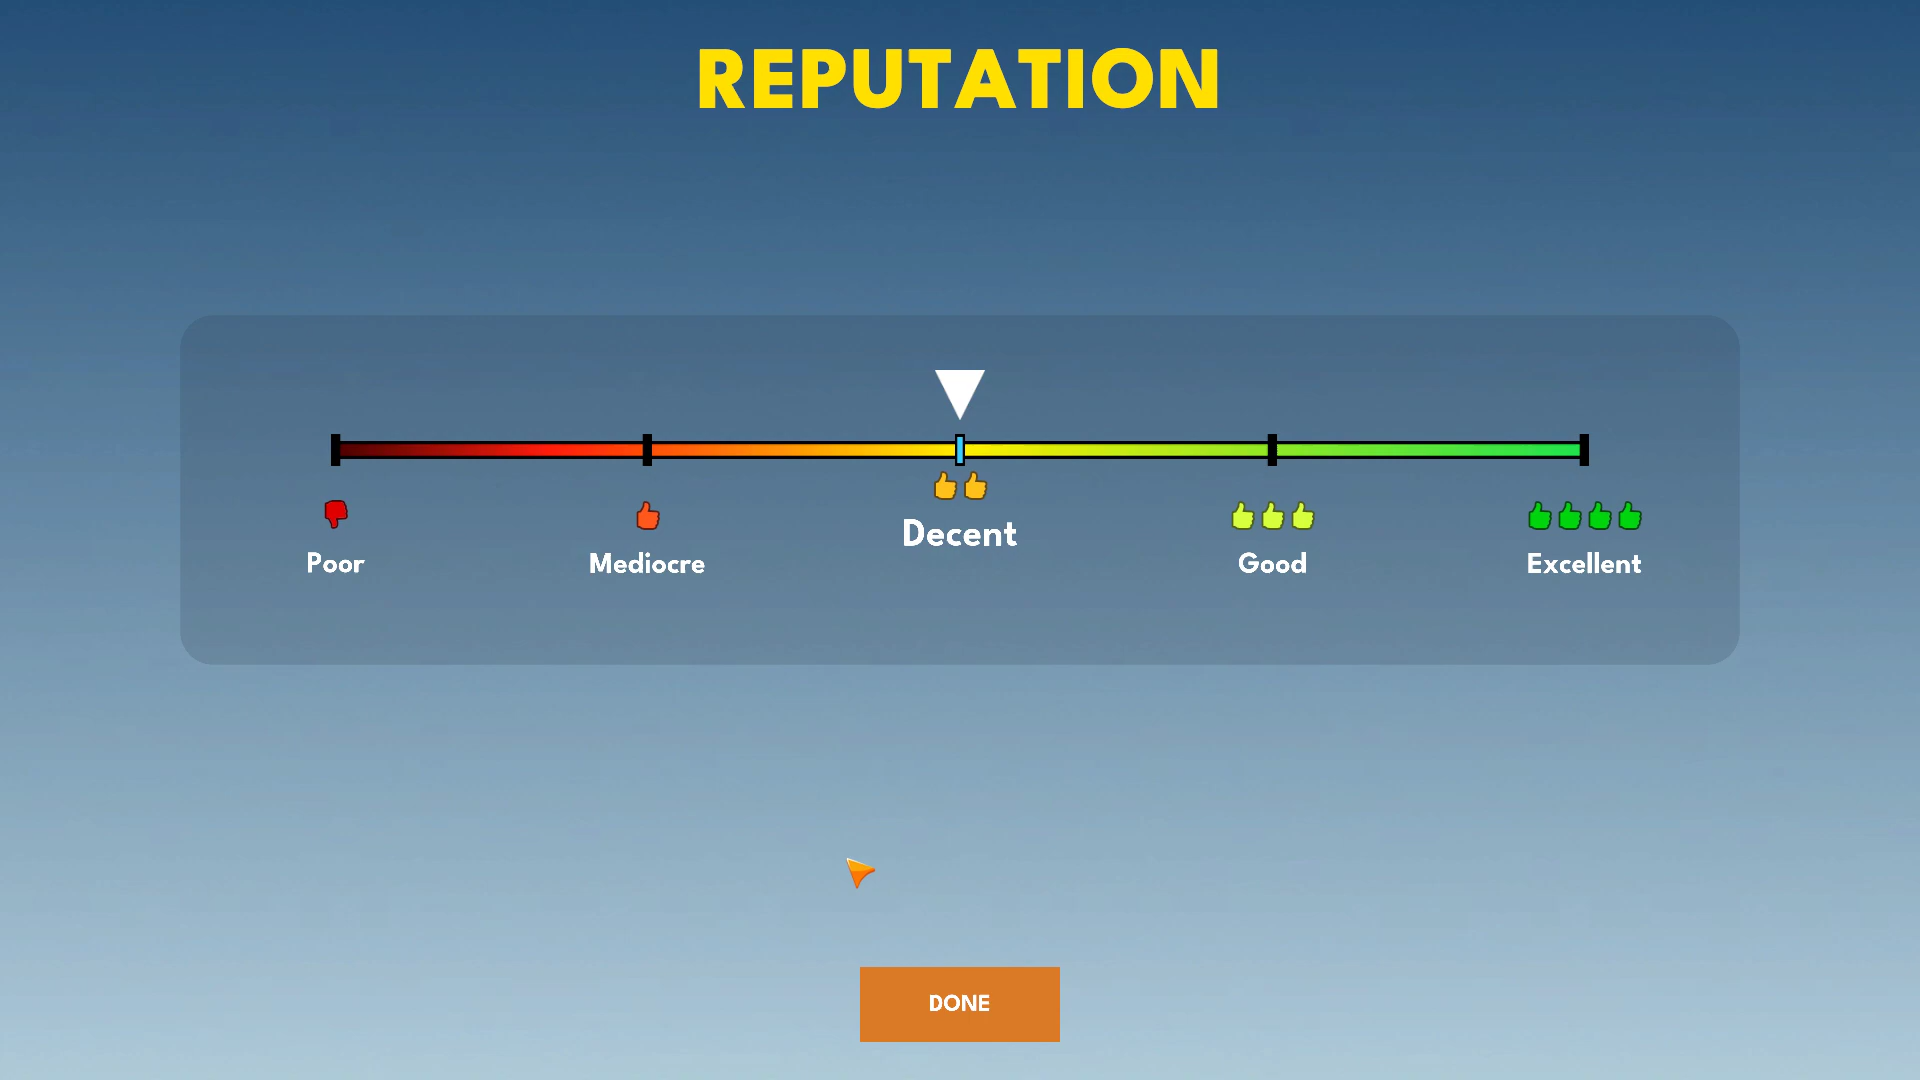 REPUTATION
Decent
Poor
Mediocre
Good
Excellent
DONE